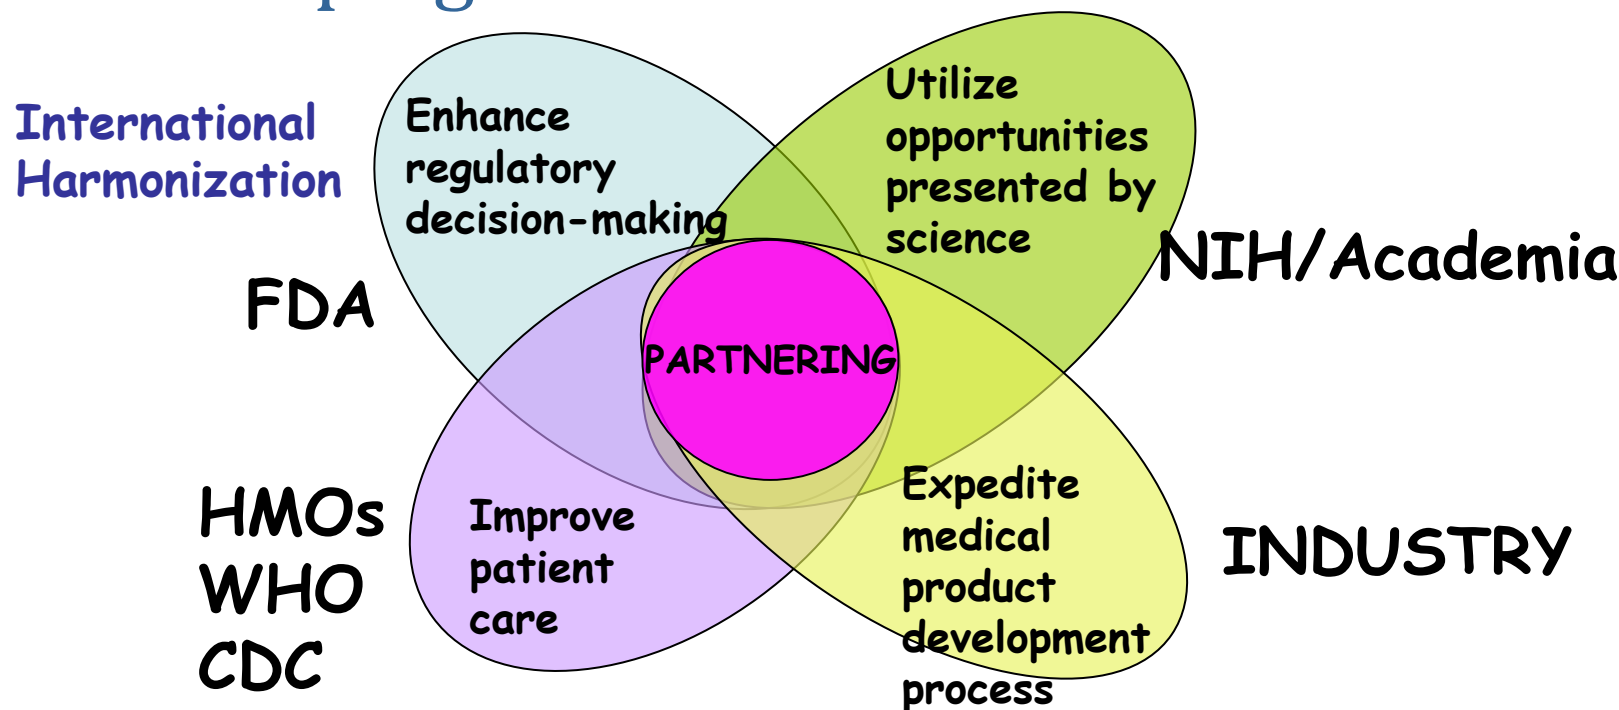 International
Harmonization
Enhance
regulatory
decision-making
Utilize
opportunities
presented by
science
FDA
NIH/Academia
PARTNERING
HMOs
WHO
CDC
Improve
patient
care
Expedite
medical
product
development
process
INDUSTRY